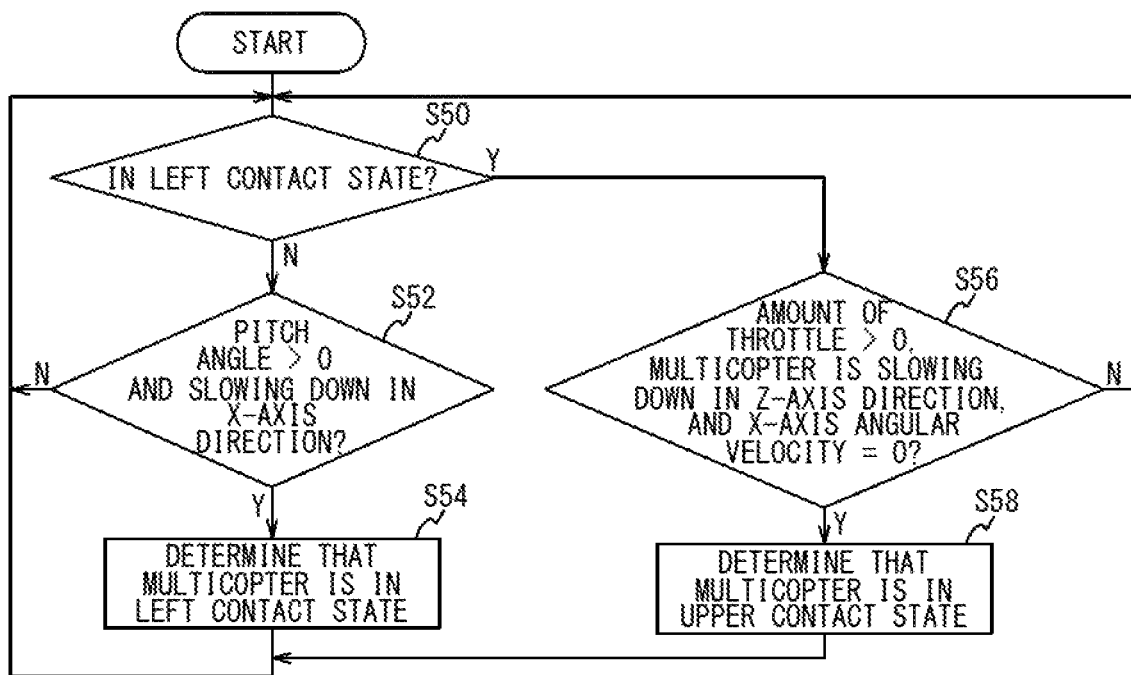 START
S50
IN LEFT CONTACT STATE?
Y
N
S52
PITCH
ANGLE > 0
AND SLOWING DOWN IN
X-AXIS
DIRECTION?
N
Y
S54
DETERMINE THAT
MULTICOPTER IS IN
LEFT CONTACT STATE
S56
AMOUNT OF
THROTTLE > 0,
MULTICOPTER IS SLOWING
DOWN IN Z-AXIS DIRECTION,
AND X-AXIS ANGULAR
VELOCITY = 0?
N
Y
S58
DETERMINE THAT
MULTICOPTER IS IN
UPPER CONTACT STATE